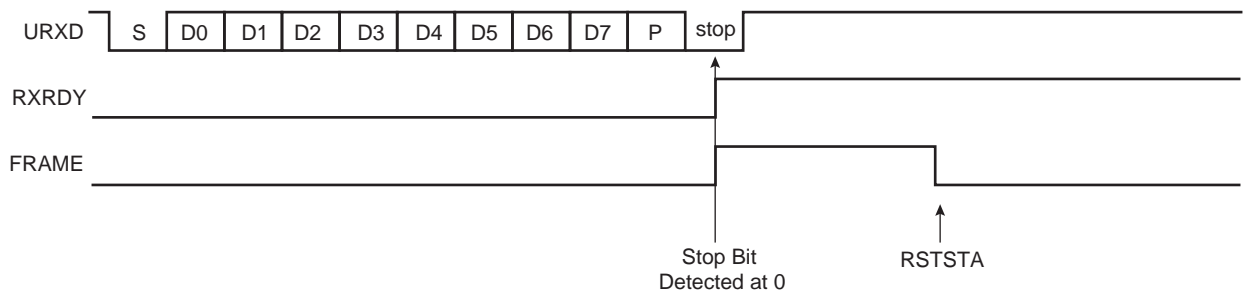 URXD S D0 D1 D2 D3 D4 D5 D6 D7 P stop
RXRDY
FRAME
Stop Bit
Detected at 0
RSTSTA